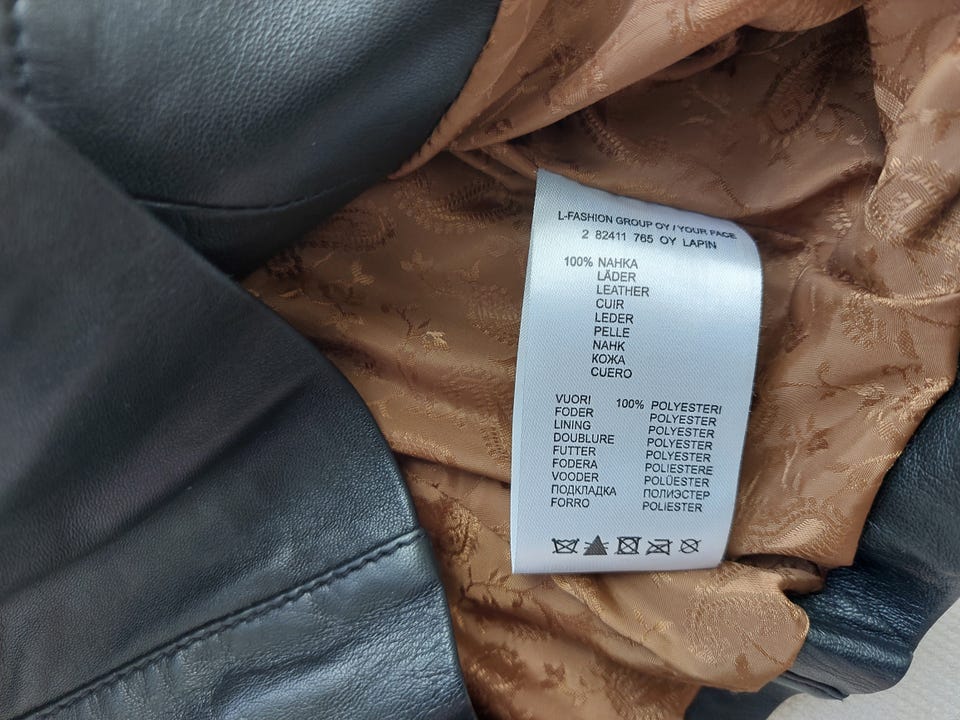 L-FASHION GROUP OY / YOUR FACE
2 82411 765 OY LAPIN
100% NAHKA
LÄDER
LEATHER
CUIR
LEDER
PELLE
NAHK
КОЖА
CUERO
VUORI 100% POLYESTERI
FODER POLYESTER
LINING POLYESTER
DOUBLURE POLYESTER
FUTTER POLYESTER
FODERA POLIESTERE
VOODER POLÜESTER
ПОДКЛАДКА ПОЛИЭСТЕР
FORRO POLIESTER